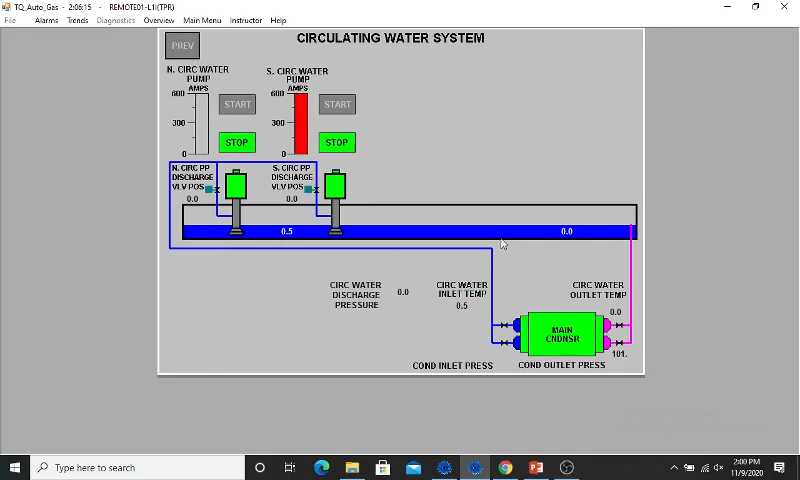 TQ_Auto_Gas - 2:06:15 - REMOTE01-L1I(TPR)
File Alarms Trends Diagnostics Overview Main Menu Instructor Help
PREV
CIRCULATING WATER SYSTEM
N. CIRC WATER
PUMP
AMPS
600
300
0
START
STOP
S. CIRC WATER
PUMP
AMPS
600
300
0
START
STOP
N. CIRC PP
DISCHARGE
VLV POS
0.0
S. CIRC PP
DISCHARGE
VLV POS
0.0
0.5
0.0
CIRC WATER
DISCHARGE
PRESSURE
0.0
CIRC WATER
INLET TEMP
0.5
CIRC WATER
OUTLET TEMP
0.0
MAIN
CNDNSR
101.
COND INLET PRESS
COND OUTLET PRESS
Type here to search
2:00 PM
11/9/2020